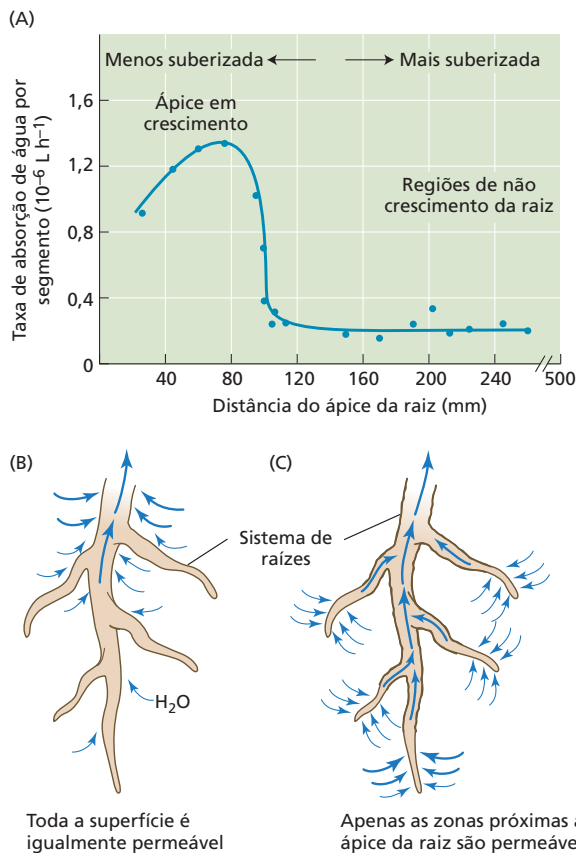 (A)
Menos suberizada
Mais suberizada
Ápice em
crescimento
Regiões de não
crescimento da raiz
Taxa de absorção de água por
segmento (10⁻⁶ L h⁻¹)
1,6
1,2
0,8
0,4
0
40
80
120
160
200
240
500
Distância do ápice da raiz (mm)
(B)
(C)
Sistema de
raízes
H₂O
Toda a superfície é
igualmente permeável
Apenas as zonas próximas
ápice da raiz são